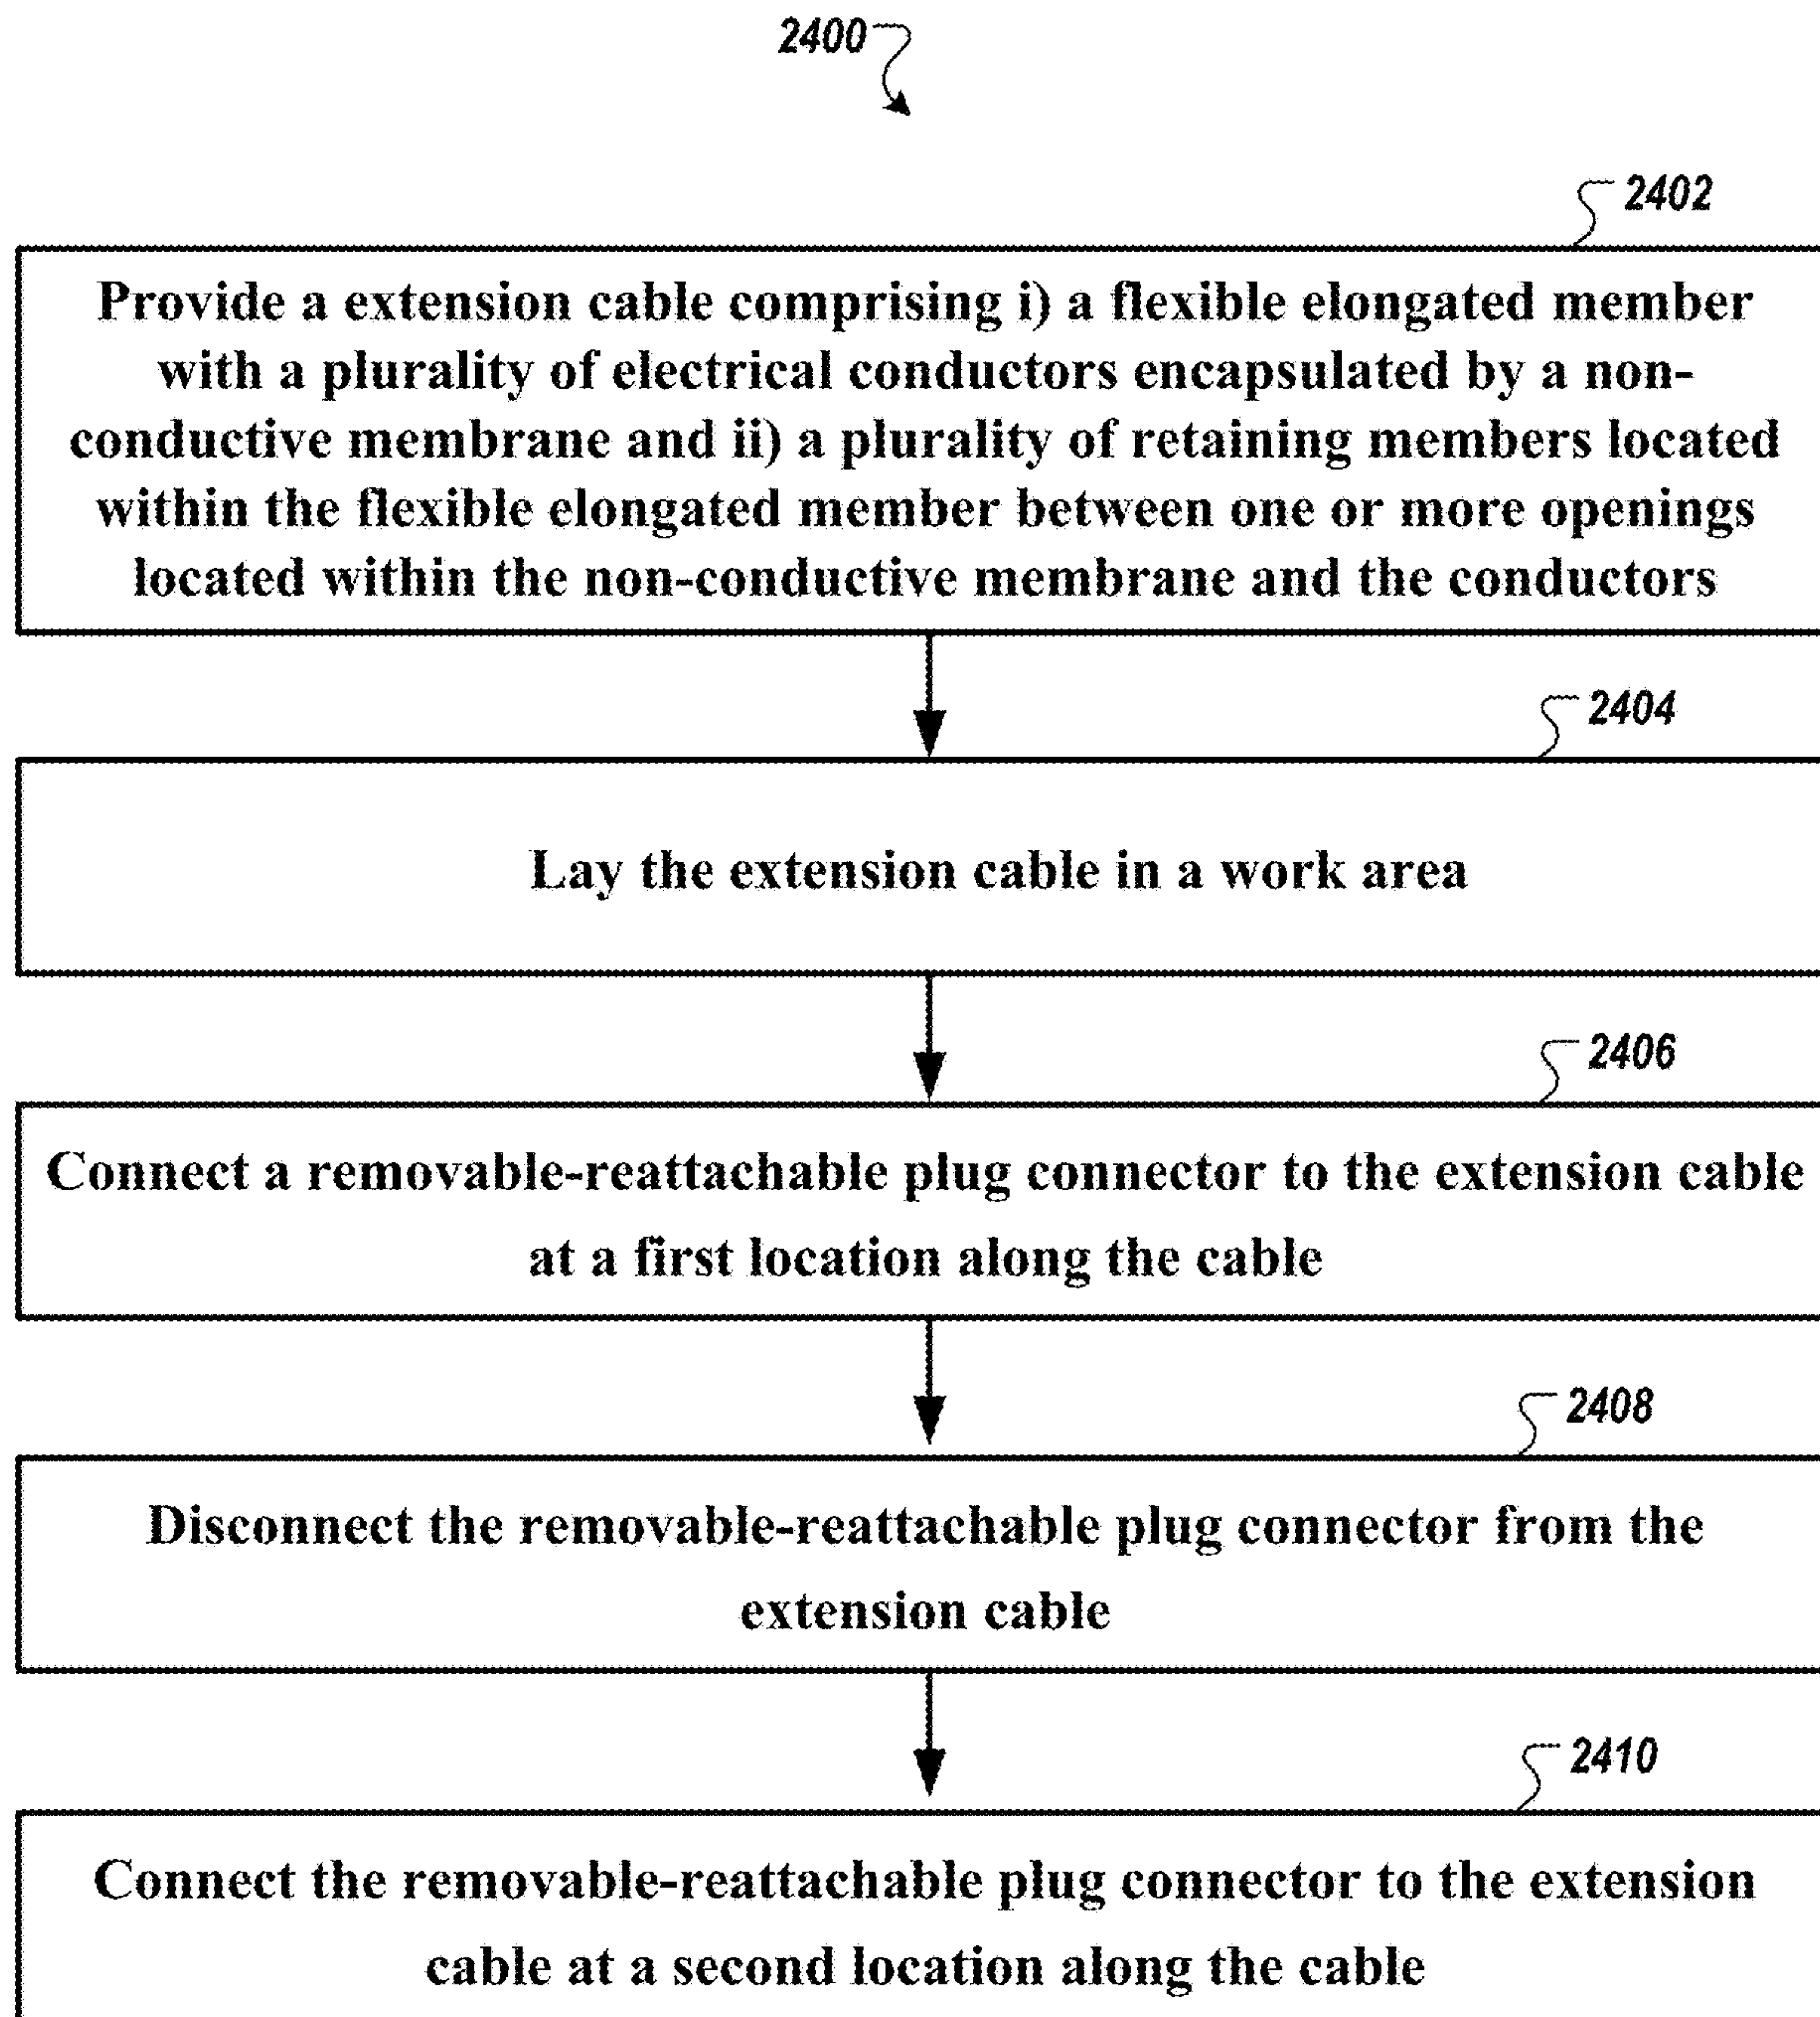 2400
2402
Provide a extension cable comprising i) a flexible elongated member
with a plurality of electrical conductors encapsulated by a non-
conductive membrane and ii) a plurality of retaining members located
within the flexible elongated member between one or more openings
located within the non-conductive membrane and the conductors
2404
Lay the extension cable in a work area
2406
Connect a removable-reattachable plug connector to the extension cable
at a first location along the cable
2408
Disconnect the removable-reattachable plug connector from the
extension cable
2410
Connect the removable-reattachable plug connector to the extension
cable at a second location along the cable